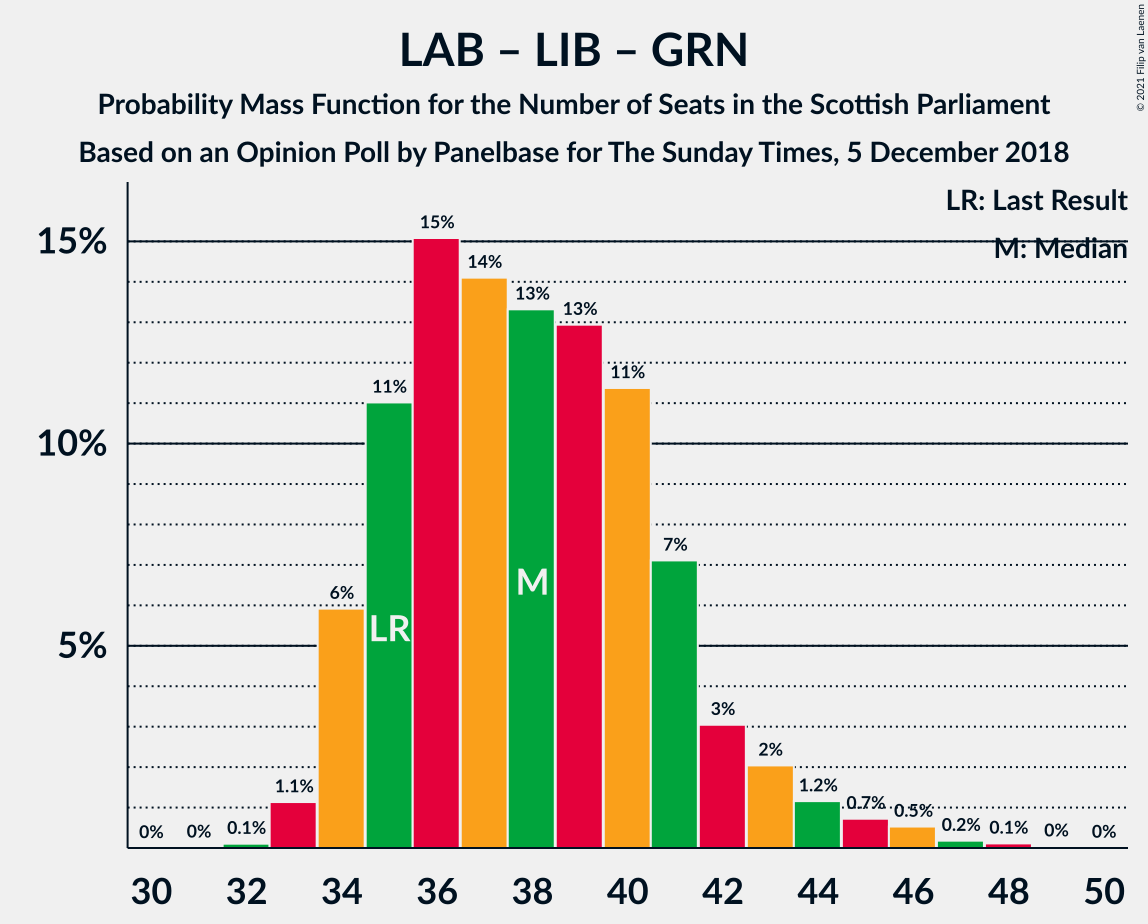 LAB – LIB – GRN
Probability Mass Function for the Number of Seats in the Scottish Parliament
Based on an Opinion Poll by Panelbase for The Sunday Times, 5 December 2018
© 2021 Filip van Laenen
LR: Last Result
M: Median
15%
10%
5%
0%
0%
0.1%
1.1%
6%
11%
15%
14%
13%
13%
11%
7%
3%
2%
1.2%
0.7%
0.5%
0.2%
0.1%
0%
0%
LR
M
30 32 34 36 38 40 42 44 46 48 50